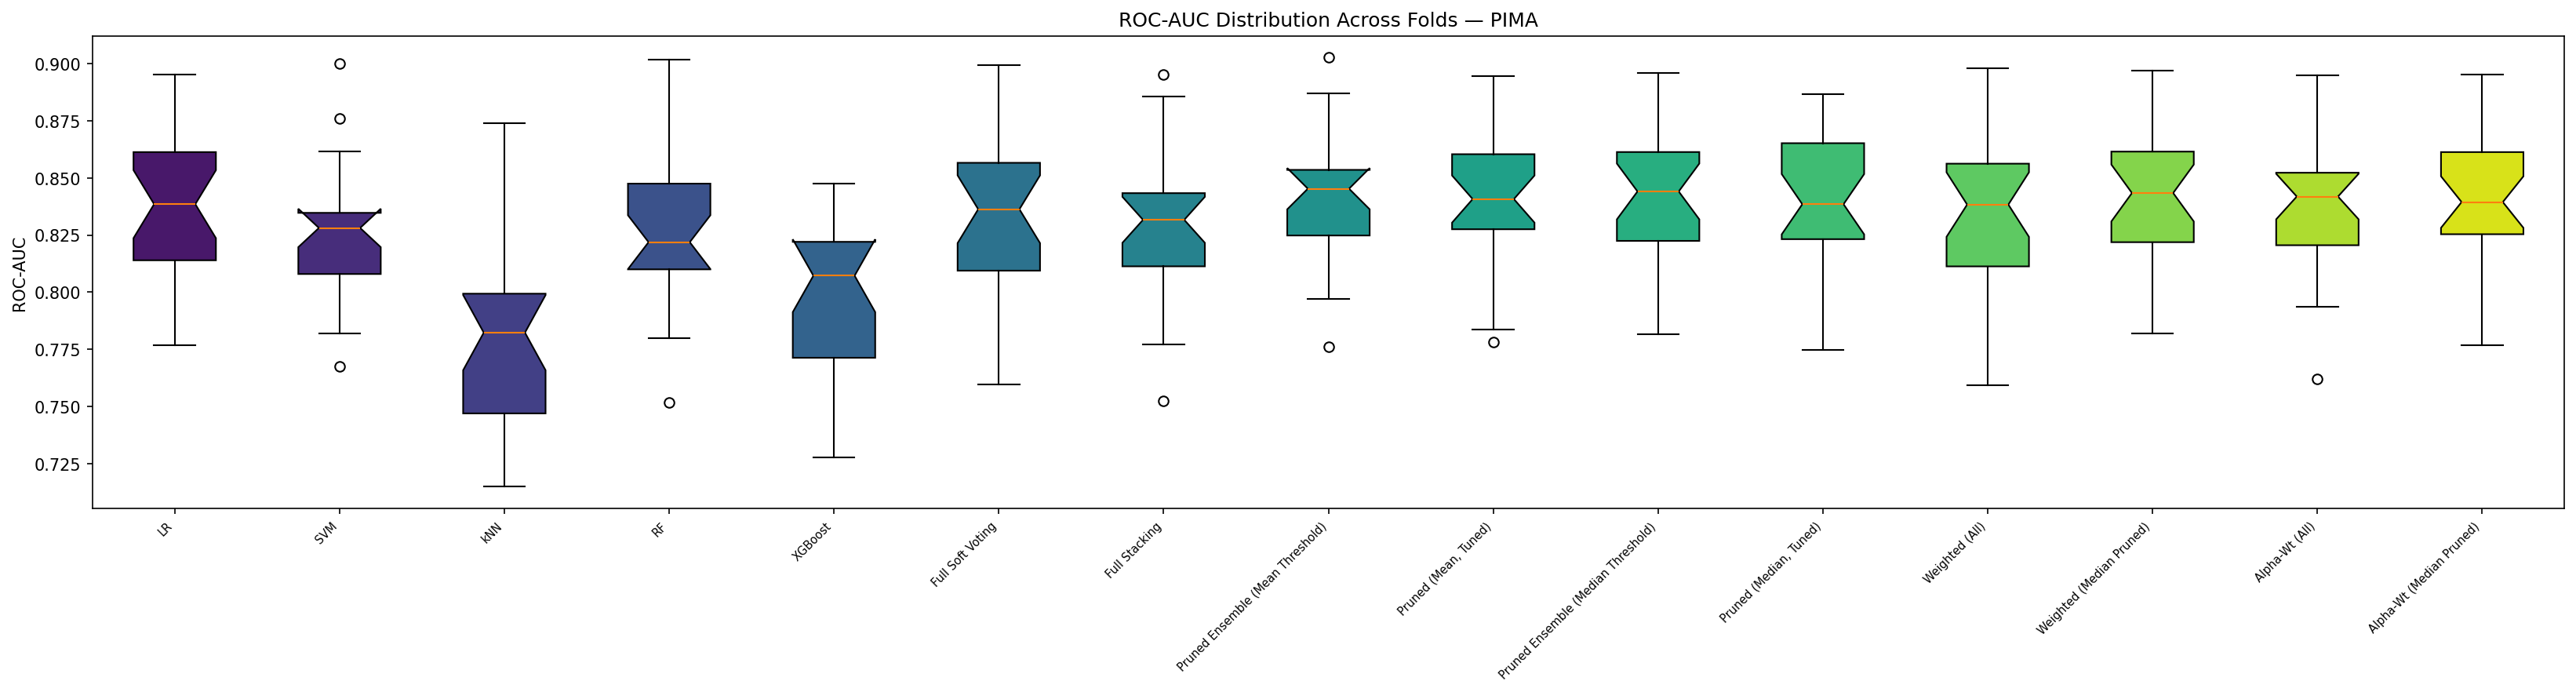 ROC-AUC Distribution Across Folds — PIMA
ROC-AUC
0.900
0.875
0.850
0.825
0.800
0.775
0.750
0.725
LR
SVM
kNN
RF
XGBoost
Full Soft Voting
Full Stacking
Pruned Ensemble (Mean Threshold)
Pruned (Mean, Tuned)
Pruned Ensemble (Median Threshold)
Pruned (Median, Tuned)
Weighted (All)
Weighted (Median Pruned)
Alpha-Wt (All)
Alpha-Wt (Median Pruned)